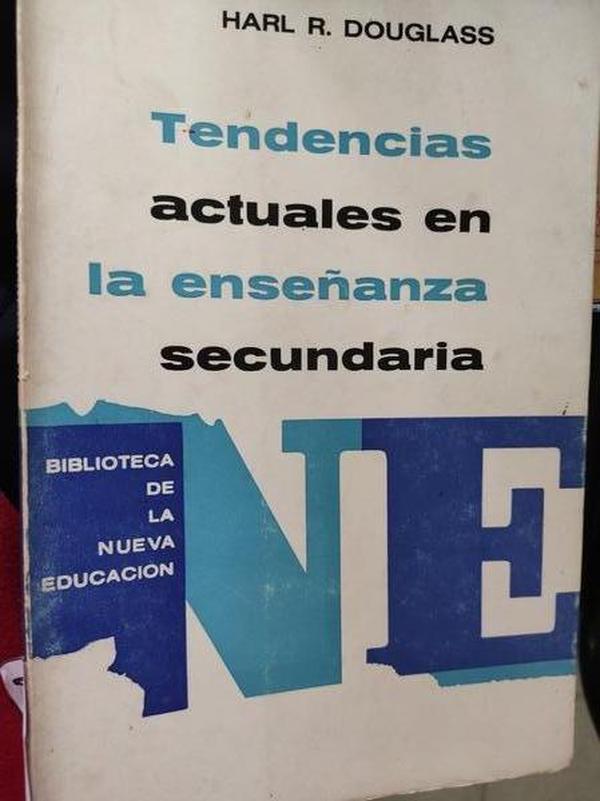 HARL R. DOUGLASS
Tendencias
actuales en
la enseñanza
secundaria
BIBLIOTECA
DE
LA
NUEVA
EDUCACION
NE